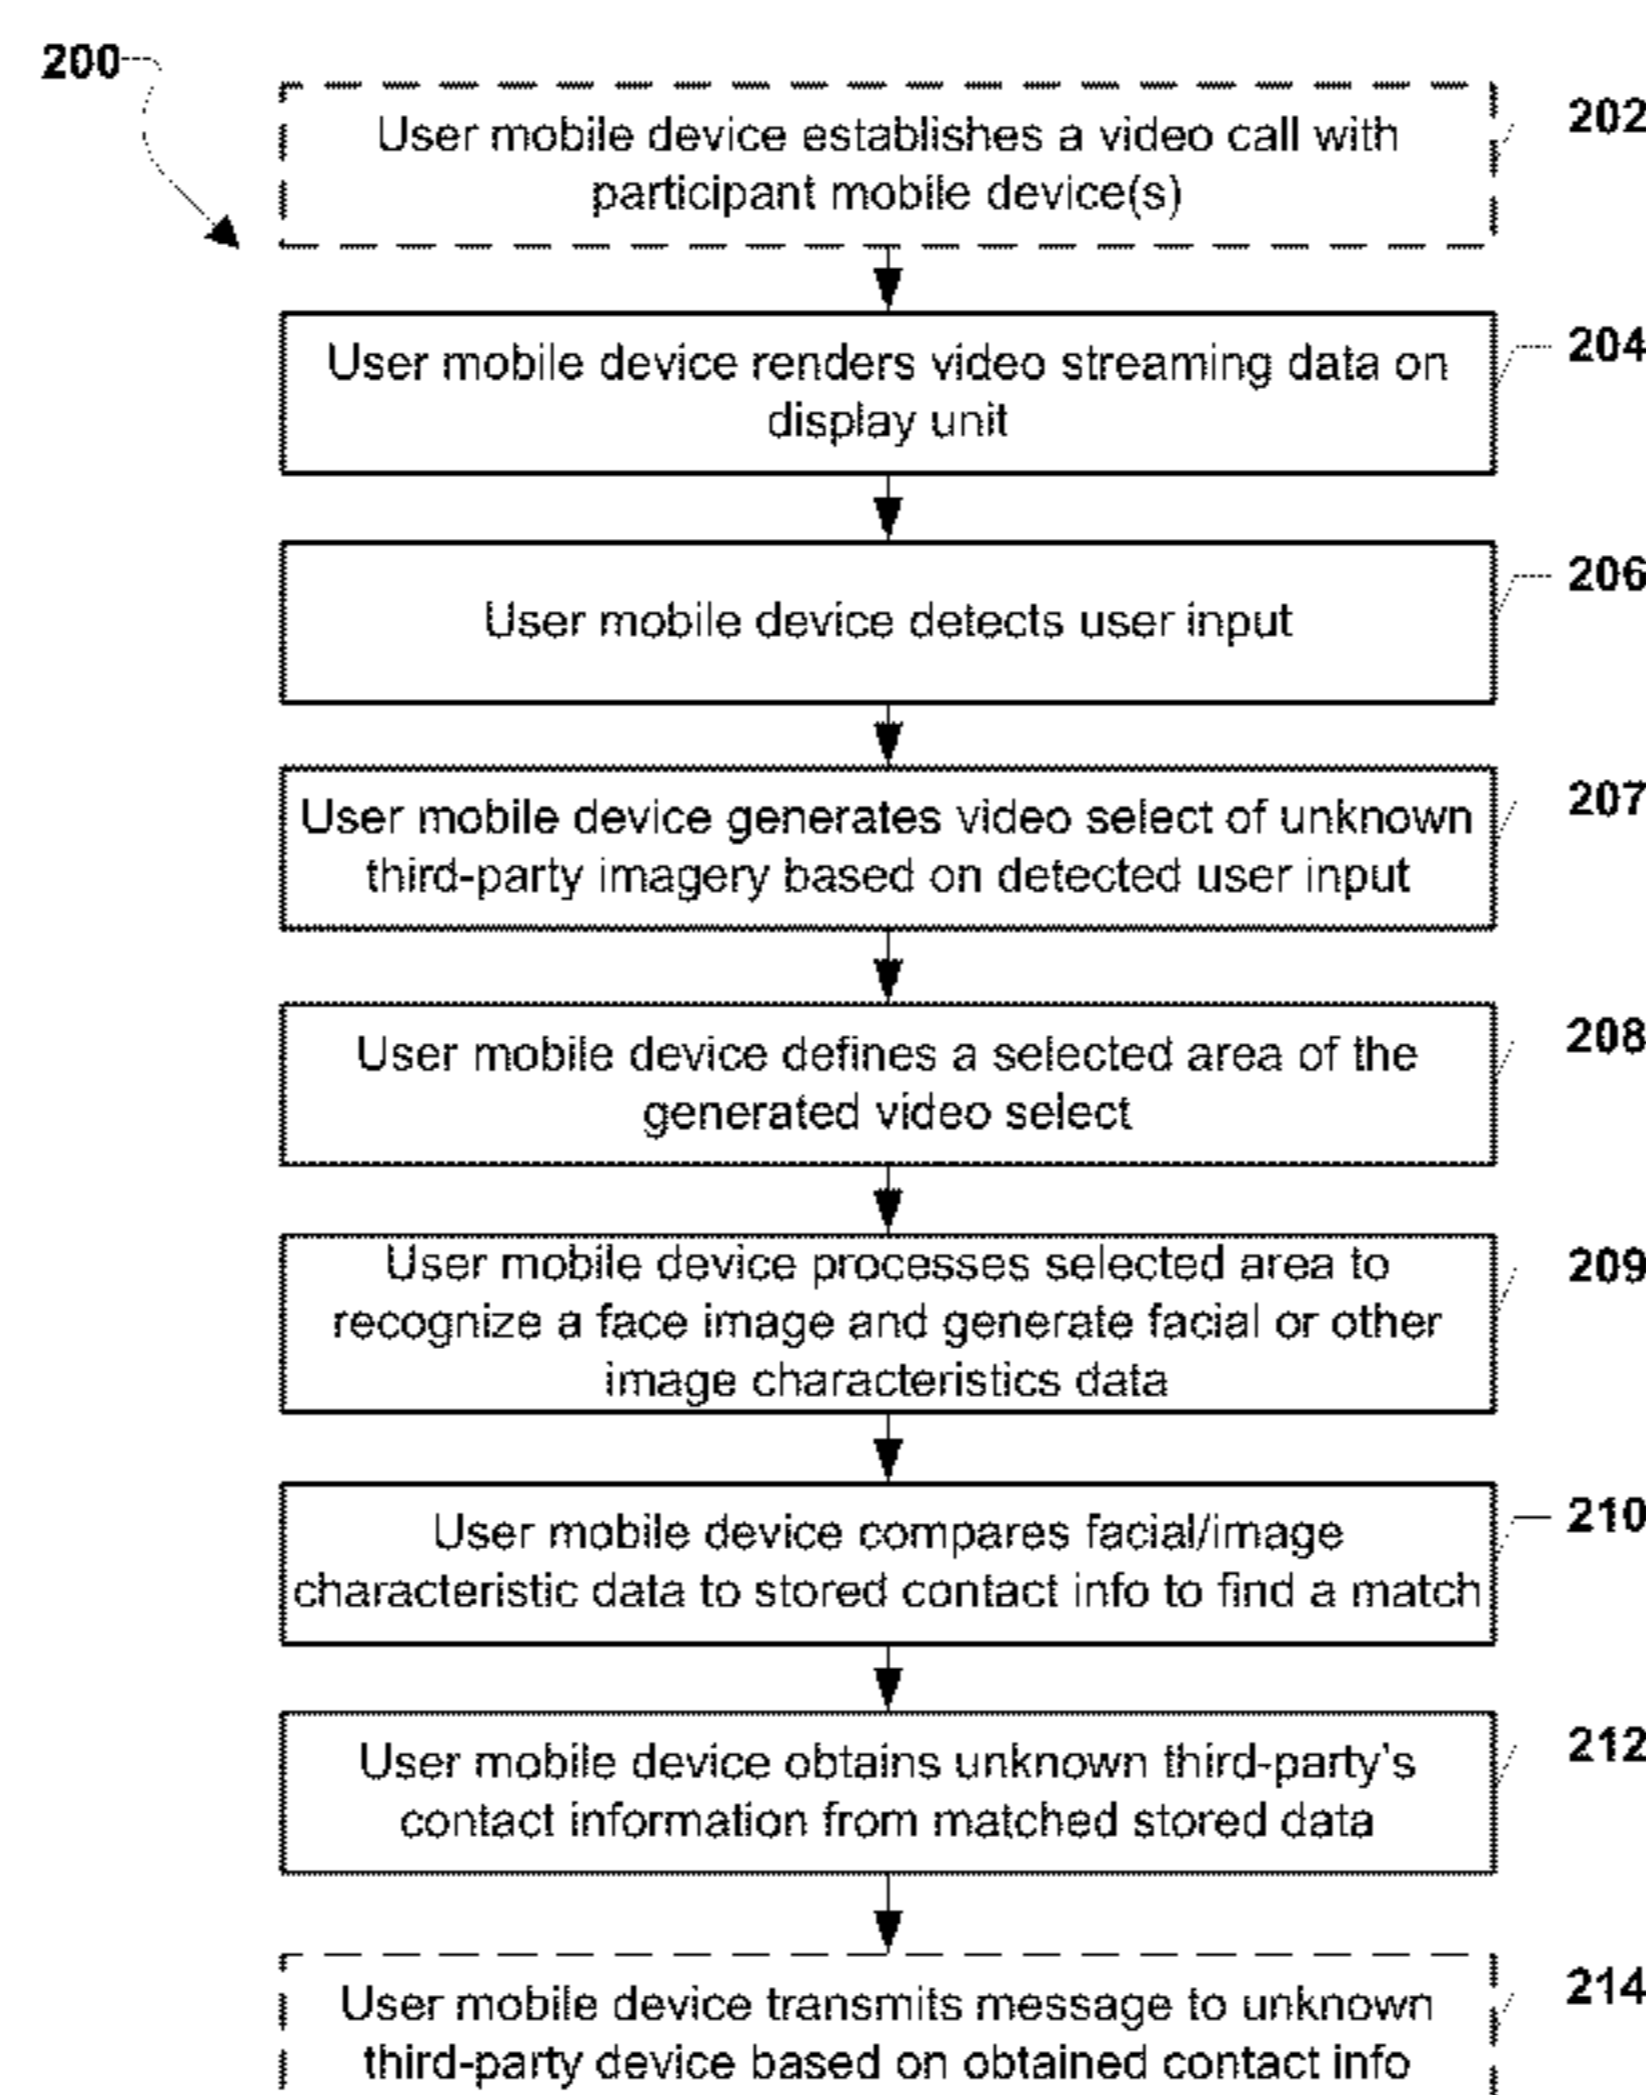 200
202
User mobile device establishes a video call with
participant mobile device(s)
204
User mobile device renders video streaming data on
display unit
206
User mobile device detects user input
207
User mobile device generates video select of unknown
third-party imagery based on detected user input
208
User mobile device defines a selected area of the
generated video select
209
User mobile device processes selected area to
recognize a face image and generate facial or other
image characteristics data
210
User mobile device compares facial/image
characteristic data to stored contact info to find a match
212
User mobile device obtains unknown third-party's
contact information from matched stored data
214
User mobile device transmits message to unknown
third-party device based on obtained contact info